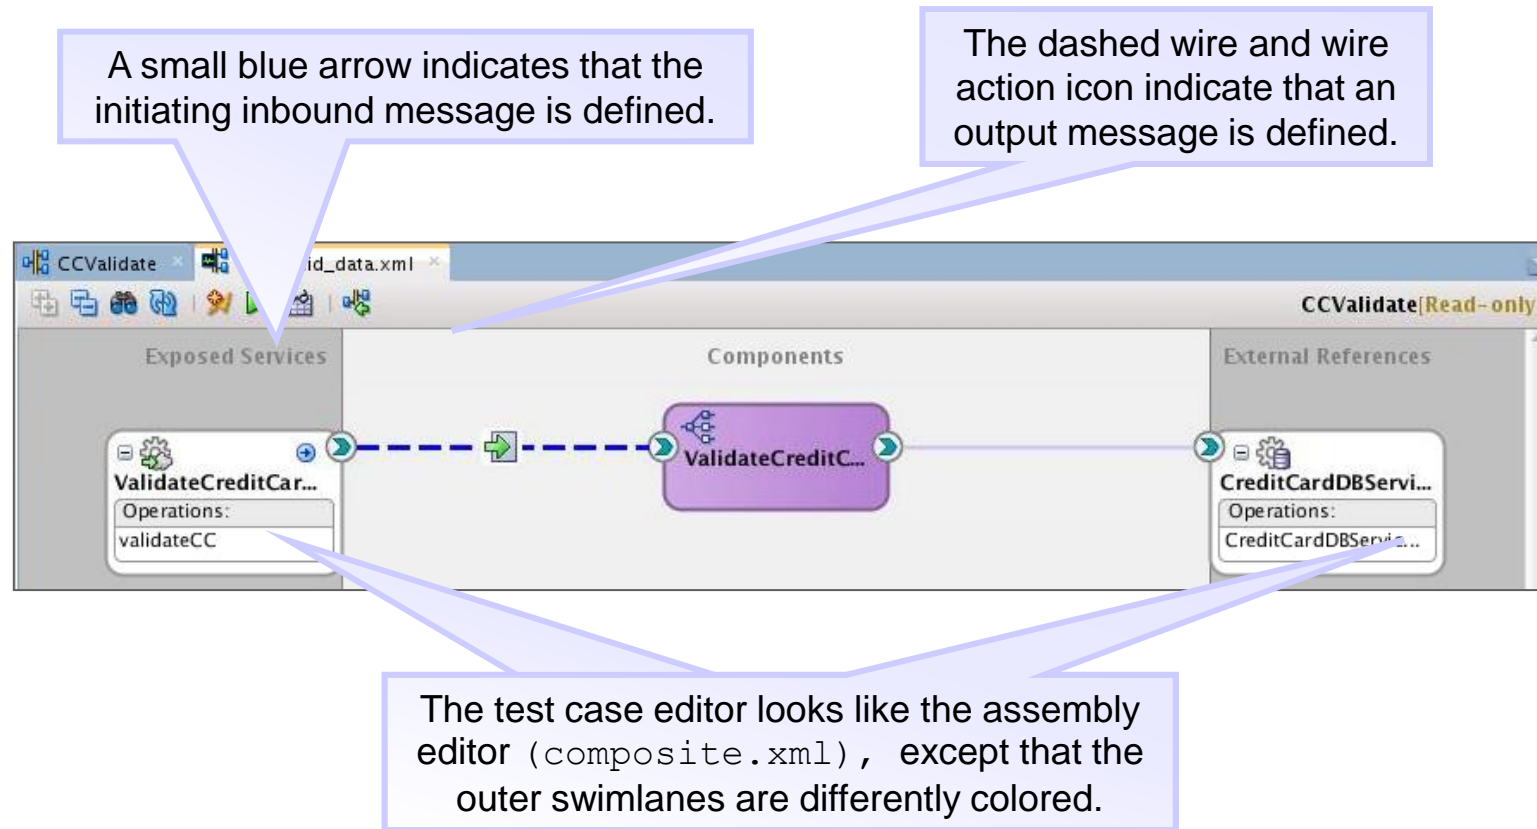 A small blue arrow indicates that the
initiating inbound message is defined.
The dashed wire and wire
action icon indicate that an
output message is defined.
CCValidate
id_data.xml
CCValidate[Read-only
Exposed Services
Components
External References
ValidateCreditCar...
Operations:
validateCC
ValidateCreditC...
CreditCardDBServi...
Operations:
CreditCardDBServic...
The test case editor looks like the assembly
editor (composite.xml), except that the
outer swimlanes are differently colored.